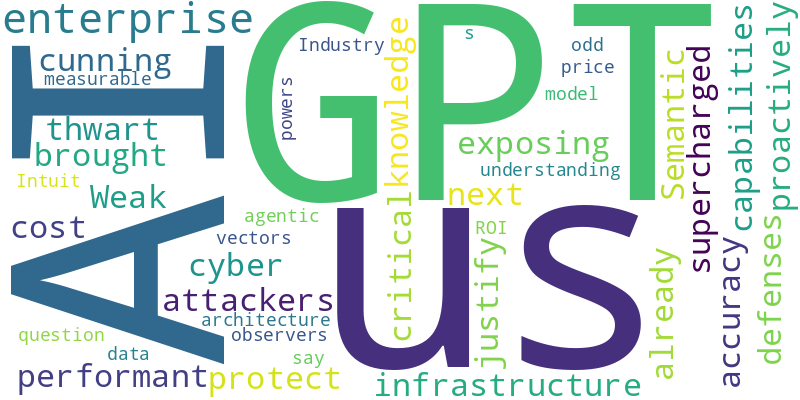 enterprise
GPT
AI
us
cunning
measurable
thwart
brought
Intuit
Weak
cost
agentic
vectors
cyber
attackers
architecture
observers
question
data
say
performant
protect
infrastructure
Industry
powers
knowledge
critical
s
odd
price
model
exposing
understanding
next
ROI
justify
Semantic
supercharged
capabilities
proactively
already
accuracy
defenses